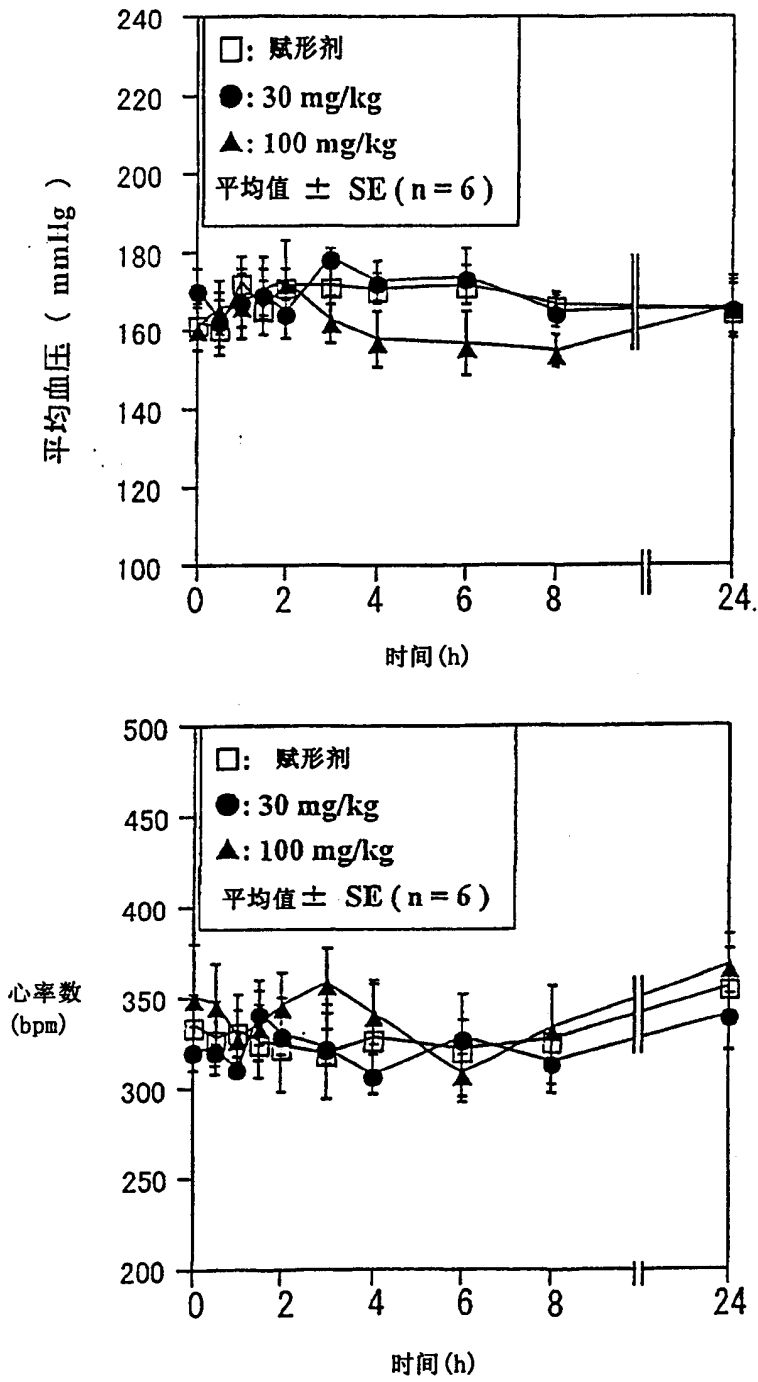 240
220
200
180
160
140
120
100
平均血压 ( mmHg )
□: 赋形剂
●: 30 mg/kg
▲: 100 mg/kg
平均值 ± SE ( n = 6 )
0 2 4 6 8 24.
时间(h)
500
450
400
350
300
250
200
心率数
(bpm)
□: 赋形剂
●: 30 mg/kg
▲: 100 mg/kg
平均值 ± SE ( n = 6 )
0 2 4 6 8 24
时间(h)